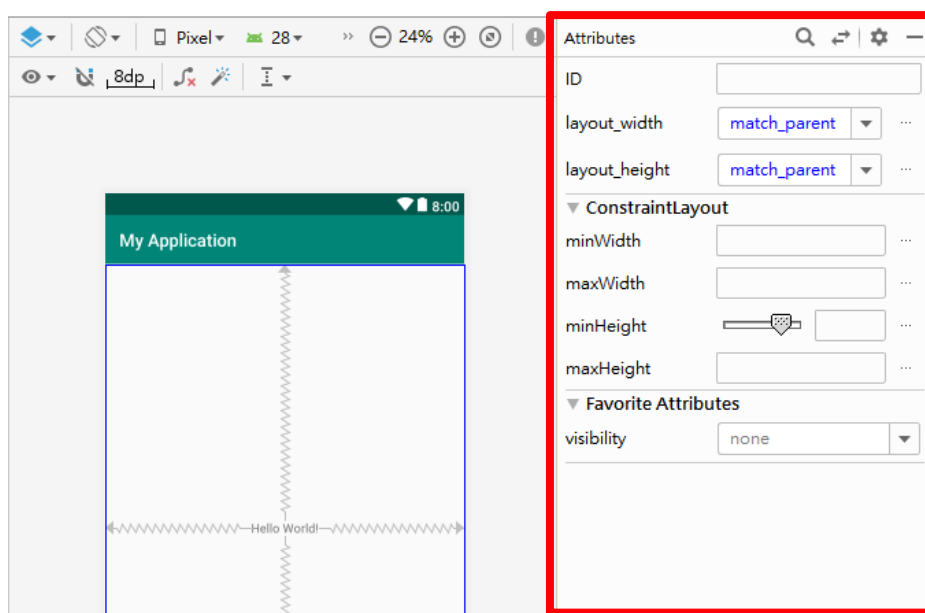 Pixel 28 » 24%
8dp
8:00
My Application
Hello World!
Attributes
ID
layout_width match_parent ...
layout_height match_parent ...
ConstraintLayout
minWidth ...
maxWidth ...
minHeight ...
maxHeight ...
Favorite Attributes
visibility none